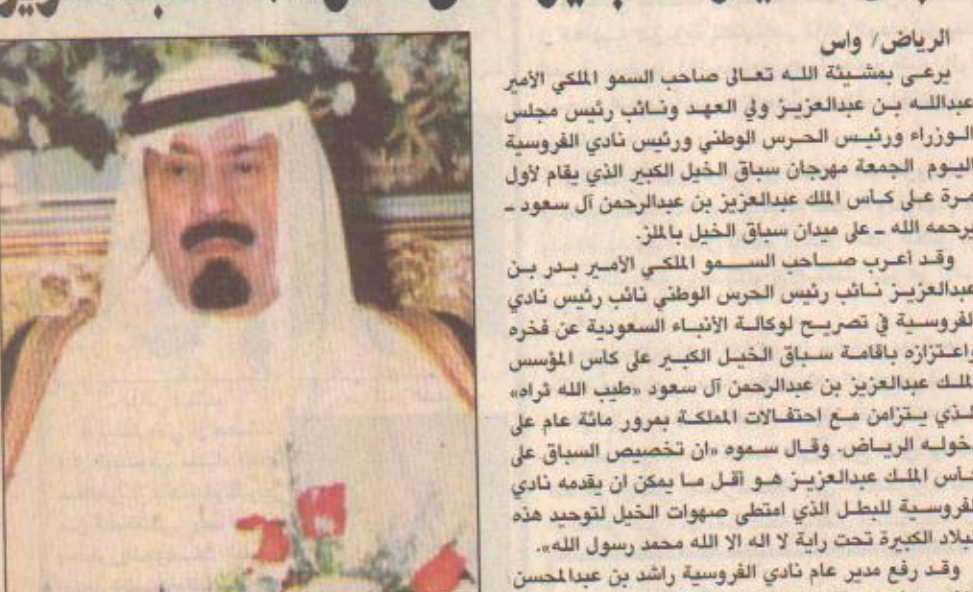 الرياض/ واس
يرعى بمشيئة الله تعالى صاحب السمو الملكي الأمير
عبدالله بن عبدالعزيز ولي العهد ونائب رئيس مجلس
الوزراء ورئيس الحرس الوطني ورئيس نادي الفروسية
اليوم الجمعة مهرجان سباق الخيل الكبير الذي يقام لأول
مرة على كأس الملك عبدالعزيز بن عبدالرحمن آل سعود ـ
يرحمه الله ـ على ميدان سباق الخيل بالملز.
وقد أعرب صاحب السمو الملكي الأمير بدر بن
عبدالعزيز نائب رئيس الحرس الوطني نائب رئيس نادي
الفروسية في تصريح لوكالة الأنباء السعودية عن فخره
واعتزازه باقامة سباق الخيل الكبير على كأس المؤسس
الملك عبدالعزيز بن عبدالرحمن آل سعود «طيب الله ثراه»
الذي يتزامن مع احتفالات المملكة بمرور مائة عام على
دخوله الرياض. وقال سموه «ان تخصيص السباق على
كأس الملك عبدالعزيز هو أقل ما يمكن ان يقدمه نادي
الفروسية للبطل الذي امتطى صهوات الخيل لتوحيد هذه
البلاد الكبيرة تحت راية لا اله الا الله محمد رسول الله».
وقد رفع مدير عام نادي الفروسية راشد بن عبدالمحسن